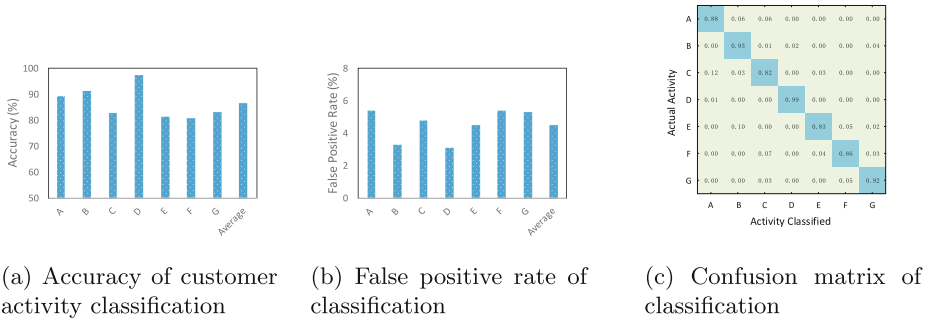 100
90
80
70
60
50
Accuracy (%)
A B C D E F G Average
8
6
4
2
0
False Positive Rate (%)
A B C D E F G Average
Actual Activity
A 0.88 0.06 0.06 0.00 0.00 0.00 0.00
B 0.00 0.93 0.01 0.02 0.00 0.00 0.04
C 0.12 0.03 0.82 0.00 0.03 0.00 0.00
D 0.01 0.00 0.00 0.99 0.00 0.00 0.00
E 0.00 0.10 0.00 0.00 0.83 0.05 0.02
F 0.00 0.00 0.07 0.00 0.04 0.86 0.03
G 0.00 0.00 0.03 0.00 0.00 0.05 0.92
A B C D E F G
Activity Classified
(a) Accuracy of customer
activity classification
(b) False positive rate of
classification
(c) Confusion matrix of
classification